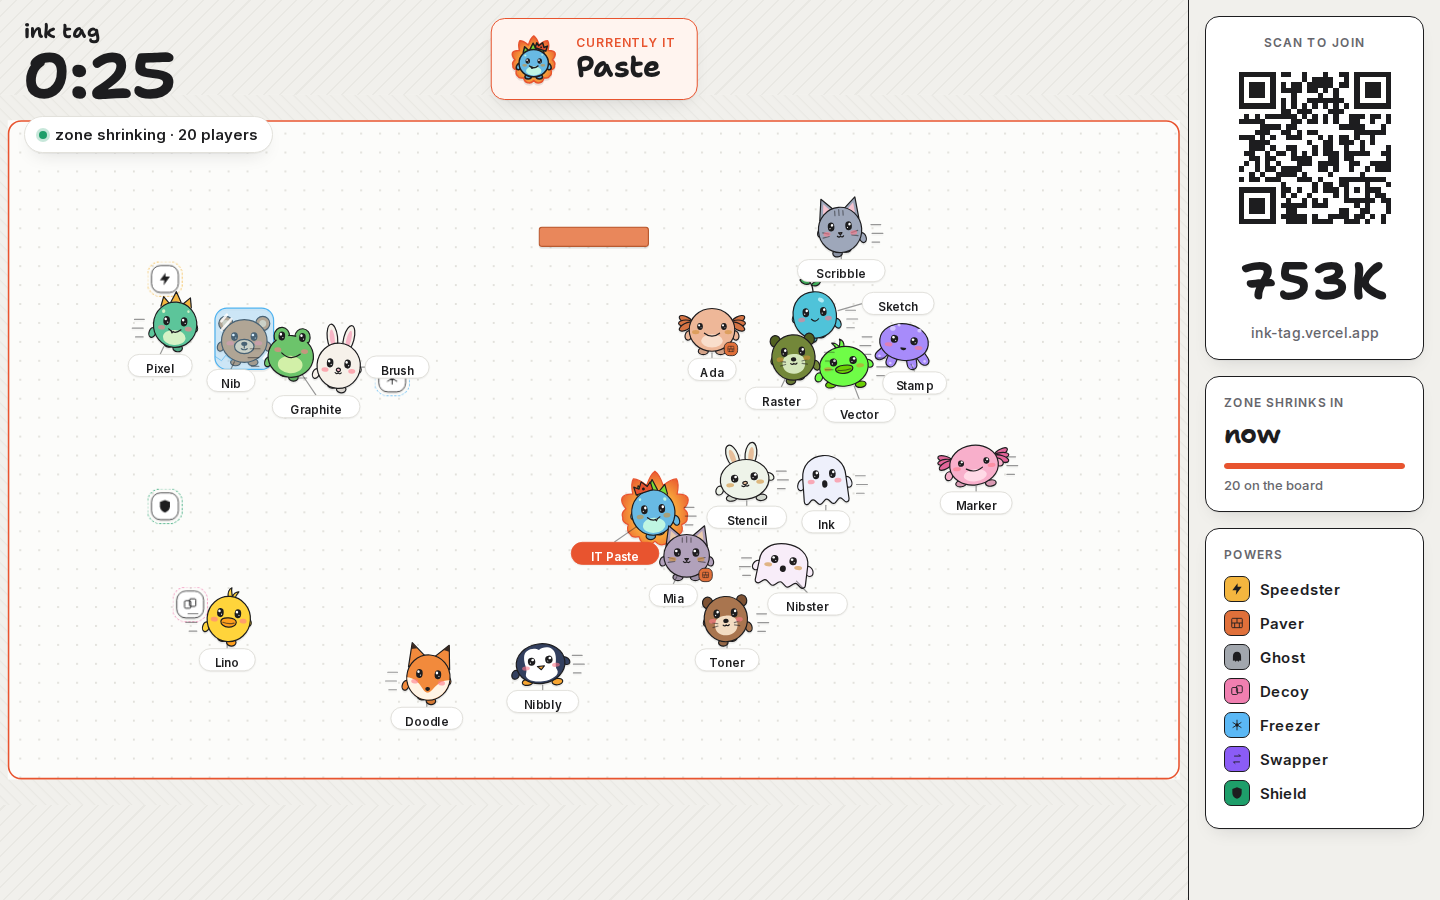 ink tag
0:25
CURRENTLY IT
Paste
zone shrinking · 20 players
Scribble
Sketch
Pixel
Nib
Brush
Graphite
Ada
Stamp
Raster
Vector
Marker
Stencil
Ink
IT Paste
Mia
Nibster
Lino
Toner
Nibbly
Doodle
SCAN TO JOIN
753K
ink-tag.vercel.app
ZONE SHRINKS IN
now
20 on the board
POWERS
Speedster
Paver
Ghost
Decoy
Freezer
Swapper
Shield